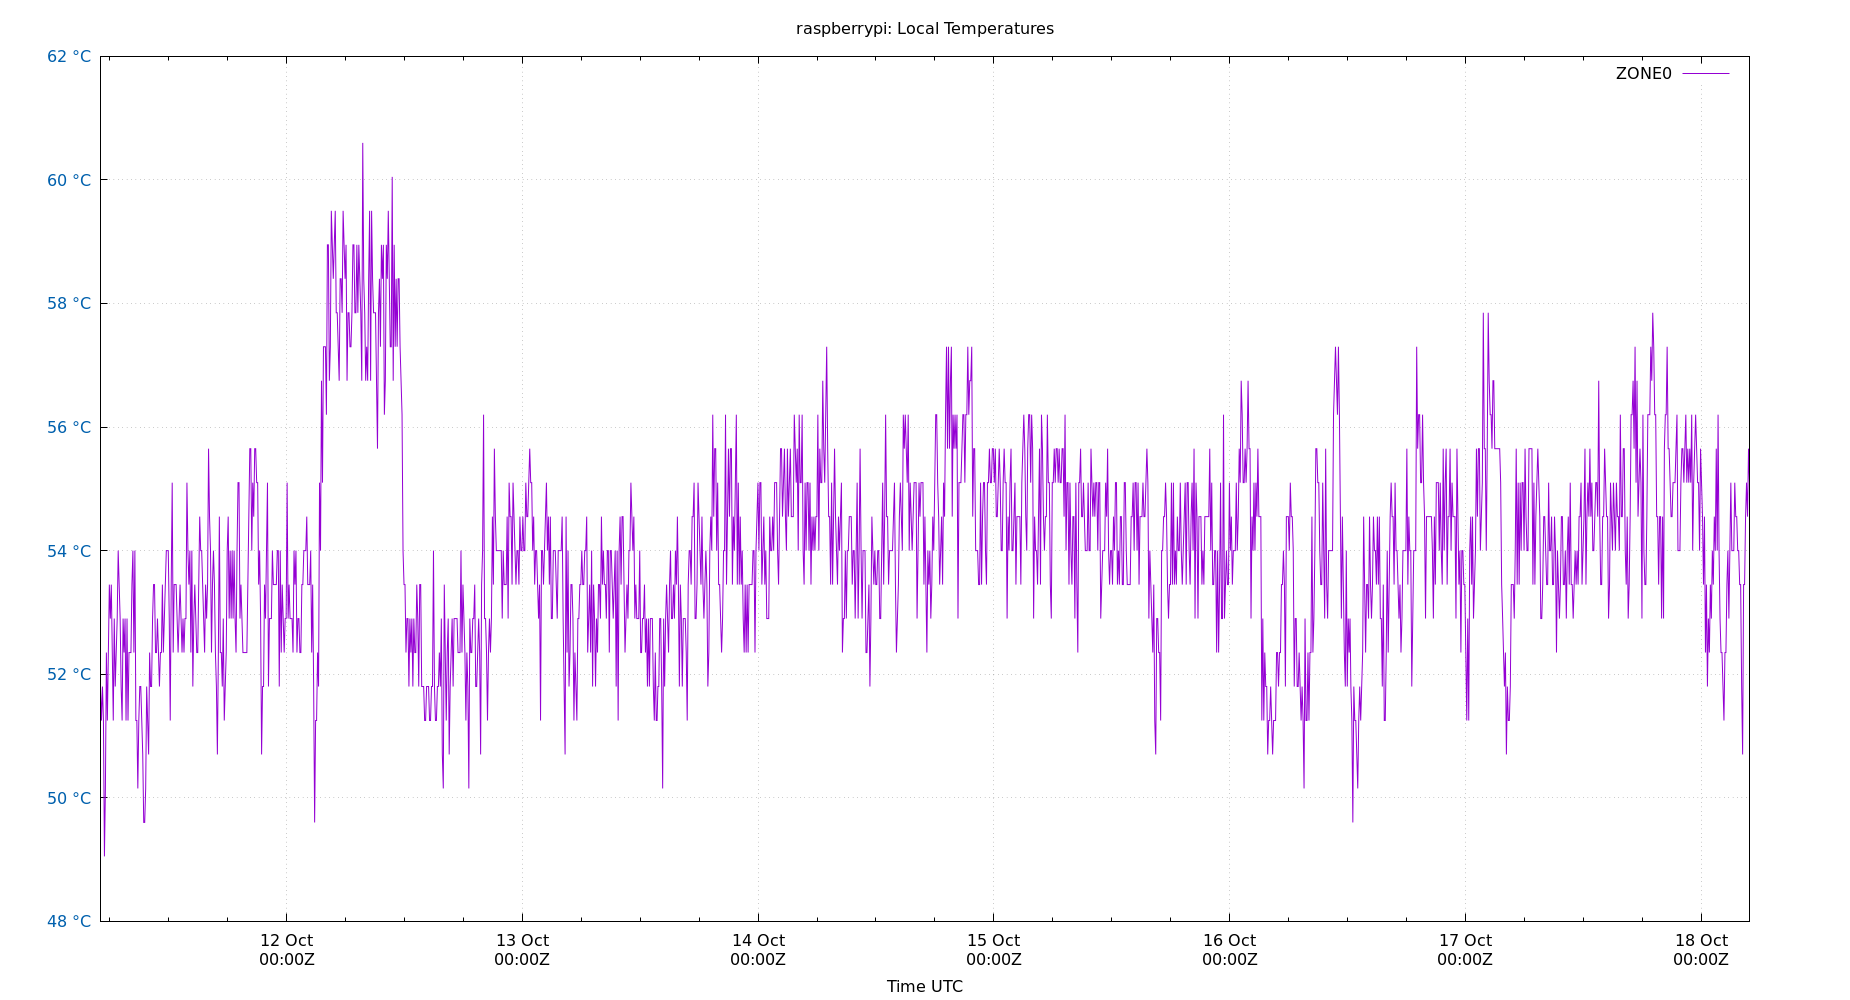 raspberrypi: Local Temperatures
62 °C
ZONE0
60 °C
58 °C
56 °C
54 °C
52 °C
50 °C
48 °C
12 Oct 13 Oct 14 Oct 15 Oct 16 Oct 17 Oct 18 Oct
00:00Z 00:00Z 00:00Z 00:00Z 00:00Z 00:00Z 00:00Z
Time UTC